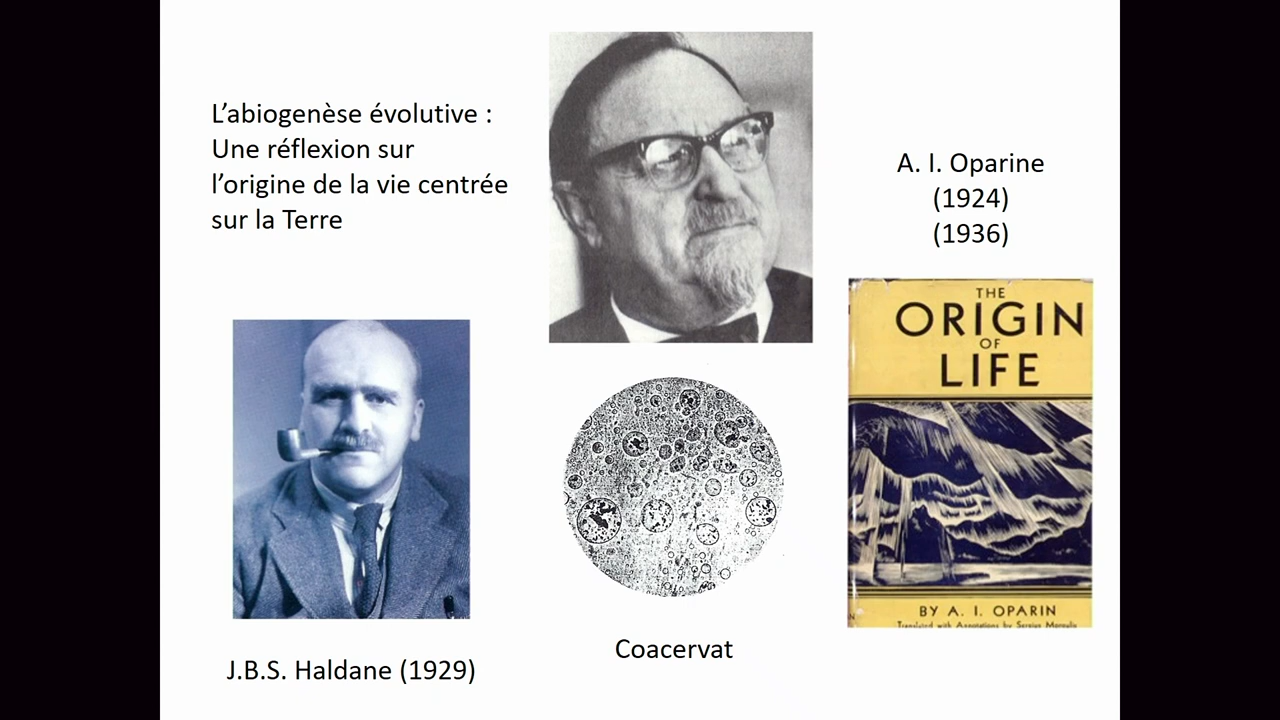 L’abiogenèse évolutive :
Une réflexion sur
l’origine de la vie centrée
sur la Terre
A. I. Oparine
(1924)
(1936)
THE
ORIGIN
OF
LIFE
BY A. I. OPARIN
Translated with Annotations by Sergius Morgulis
Coacervat
J.B.S. Haldane (1929)